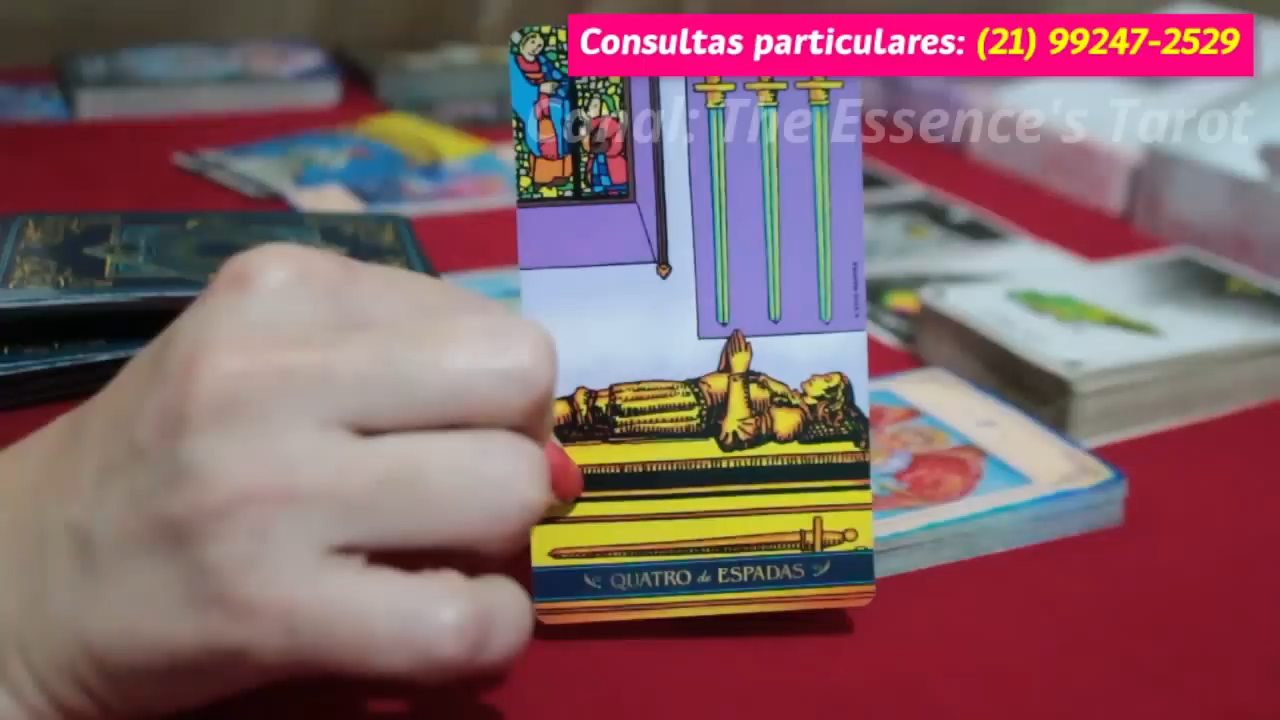 Consultas particulares: (21) 99247-2529
Canal: The Essence's Tarot
QUATRO de ESPADAS